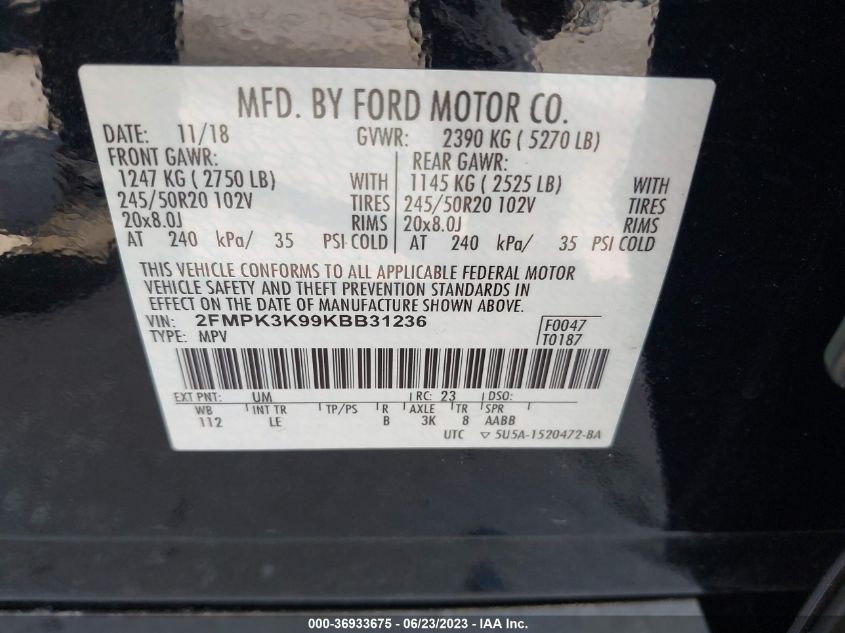 MFD. BY FORD MOTOR CO.
DATE: 11/18 GVWR: 2390 KG ( 5270 LB)
FRONT GAWR: REAR GAWR:
1247 KG ( 2750 LB) WITH 1145 KG ( 2525 LB) WITH
245/50R20 102V TIRES 245/50R20 102V TIRES
20x8.0J RIMS 20x8.0J RIMS
AT 240 kPa/ 35 PSI COLD AT 240 kPa/ 35 PSI COLD
THIS VEHICLE CONFORMS TO ALL APPLICABLE FEDERAL MOTOR
VEHICLE SAFETY AND THEFT PREVENTION STANDARDS IN
EFFECT ON THE DATE OF MANUFACTURE SHOWN ABOVE.
VIN: 2FMPK3K99KBB31236 F0047
TYPE: MPV T0187
EXT PNT: UM RC: 23 DSO:
WB INT TR TP/PS R AXLE TR SPR
112 LE B 3K 8 AABB
UTC ▽ 5U5A-1520472-BA
000-36933675 / 06/23/2023 / IAA Inc.